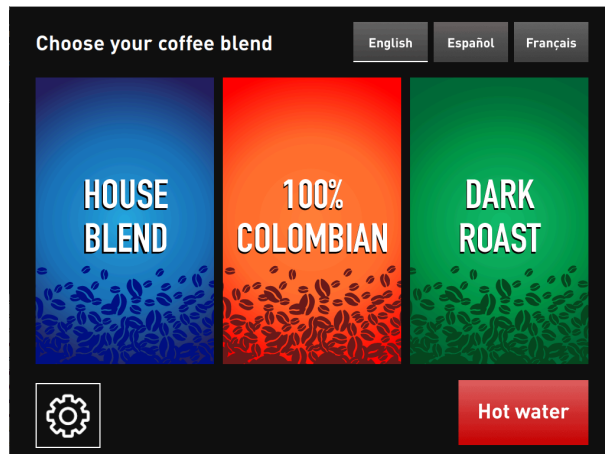 Choose your coffee blend
English
Español
Français
HOUSE
BLEND
100%
COLOMBIAN
DARK
ROAST
Hot water